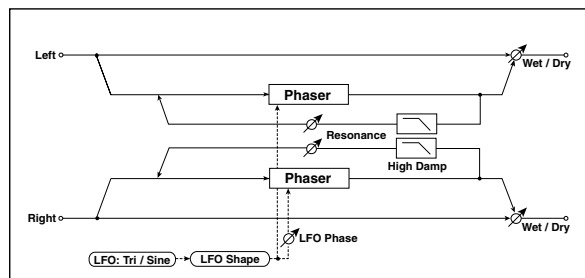 Left
Wet / Dry
Phaser
Resonance
High Damp
Phaser
Right
Wet / Dry
LFO Phase
LFO: Tri / Sine
LFO Shape